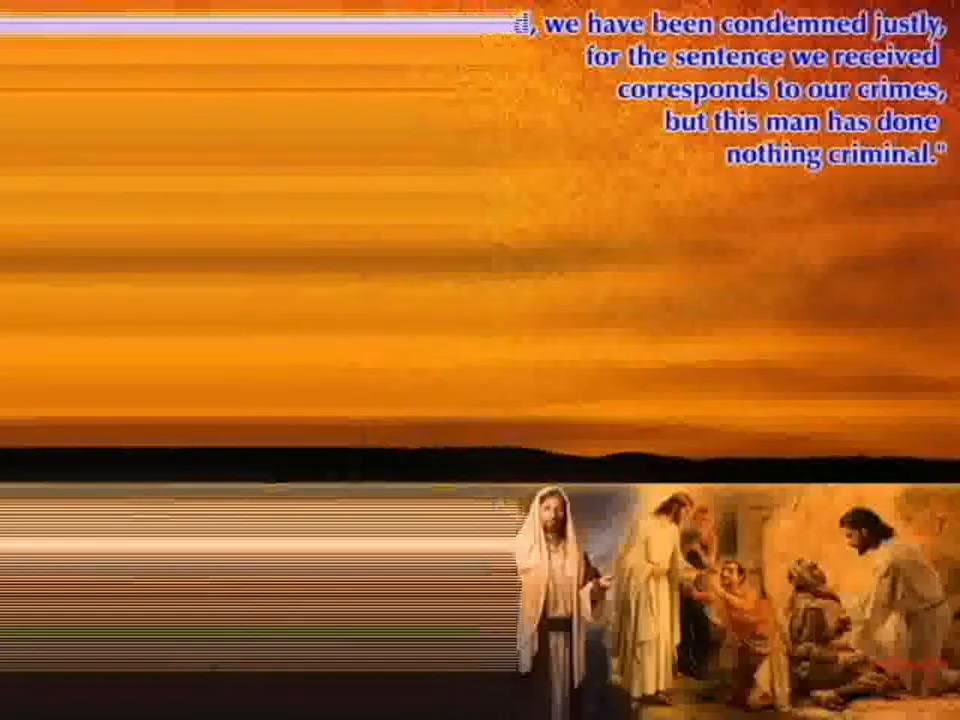 d, we have been condemned justly,
for the sentence we received
corresponds to our crimes,
but this man has done
nothing criminal."